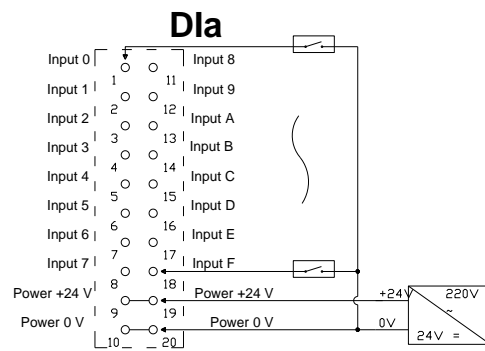 DIa
Input 0 Input 8
1 11
Input 1 Input 9
2 12
Input 2 Input A
3 13
Input 3 Input B
4 14
Input 4 Input C
5 15
Input 5 Input D
6 16
Input 6 Input E
7 17
Input 7 Input F
8 18
Power +24 V Power +24 V +24V 220V
9 19 ~
Power 0 V Power 0 V 0V
10 20 24V =